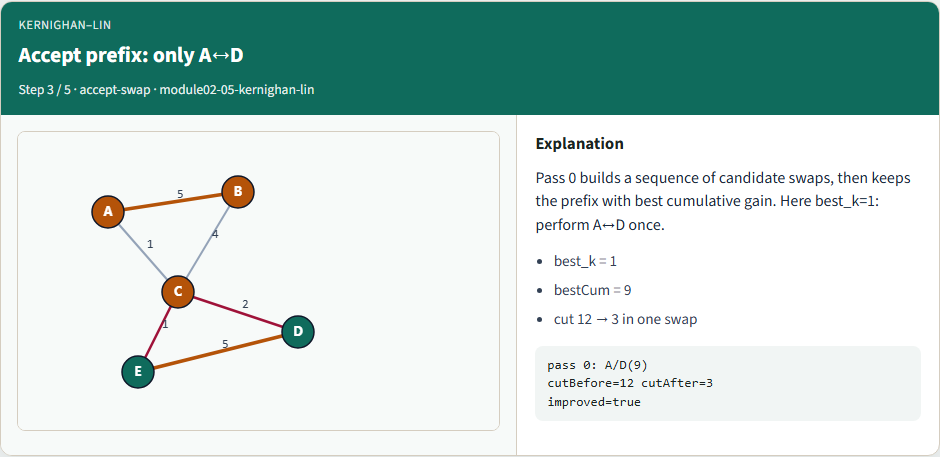 KERNIGHAN–LIN
Accept prefix: only A↔D
Step 3 / 5 · accept-swap · module02-05-kernighan-lin
A
B
C
D
E
5
1
4
2
1
5
Explanation
Pass 0 builds a sequence of candidate swaps, then keeps
the prefix with best cumulative gain. Here best_k=1:
perform A↔D once.
• best_k = 1
• bestCum = 9
• cut 12 → 3 in one swap
pass 0: A/D(9)
cutBefore=12 cutAfter=3
improved=true